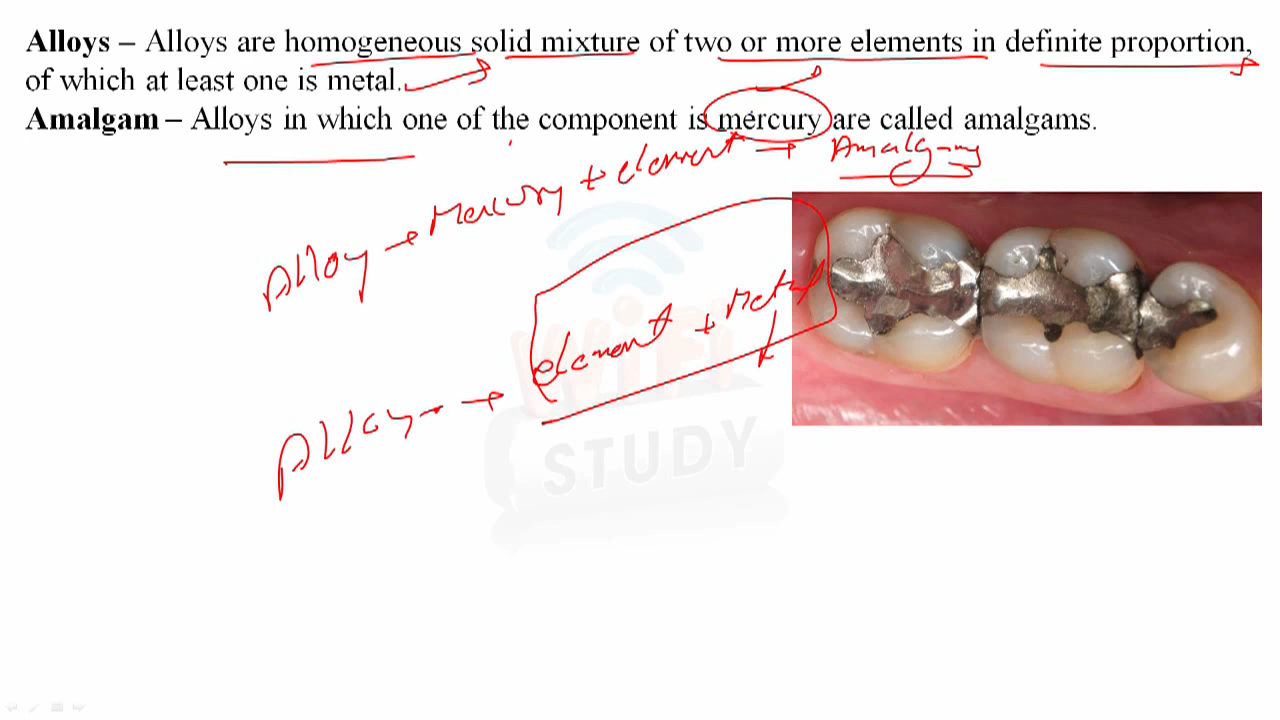 Alloys – Alloys are homogeneous solid mixture of two or more elements in definite proportion,
of which at least one is metal.
Amalgam – Alloys in which one of the component is mercury are called amalgams.
Alloy → Mercury + element → Amalgams
Alloy → element + Metal
WiFi
STUDY